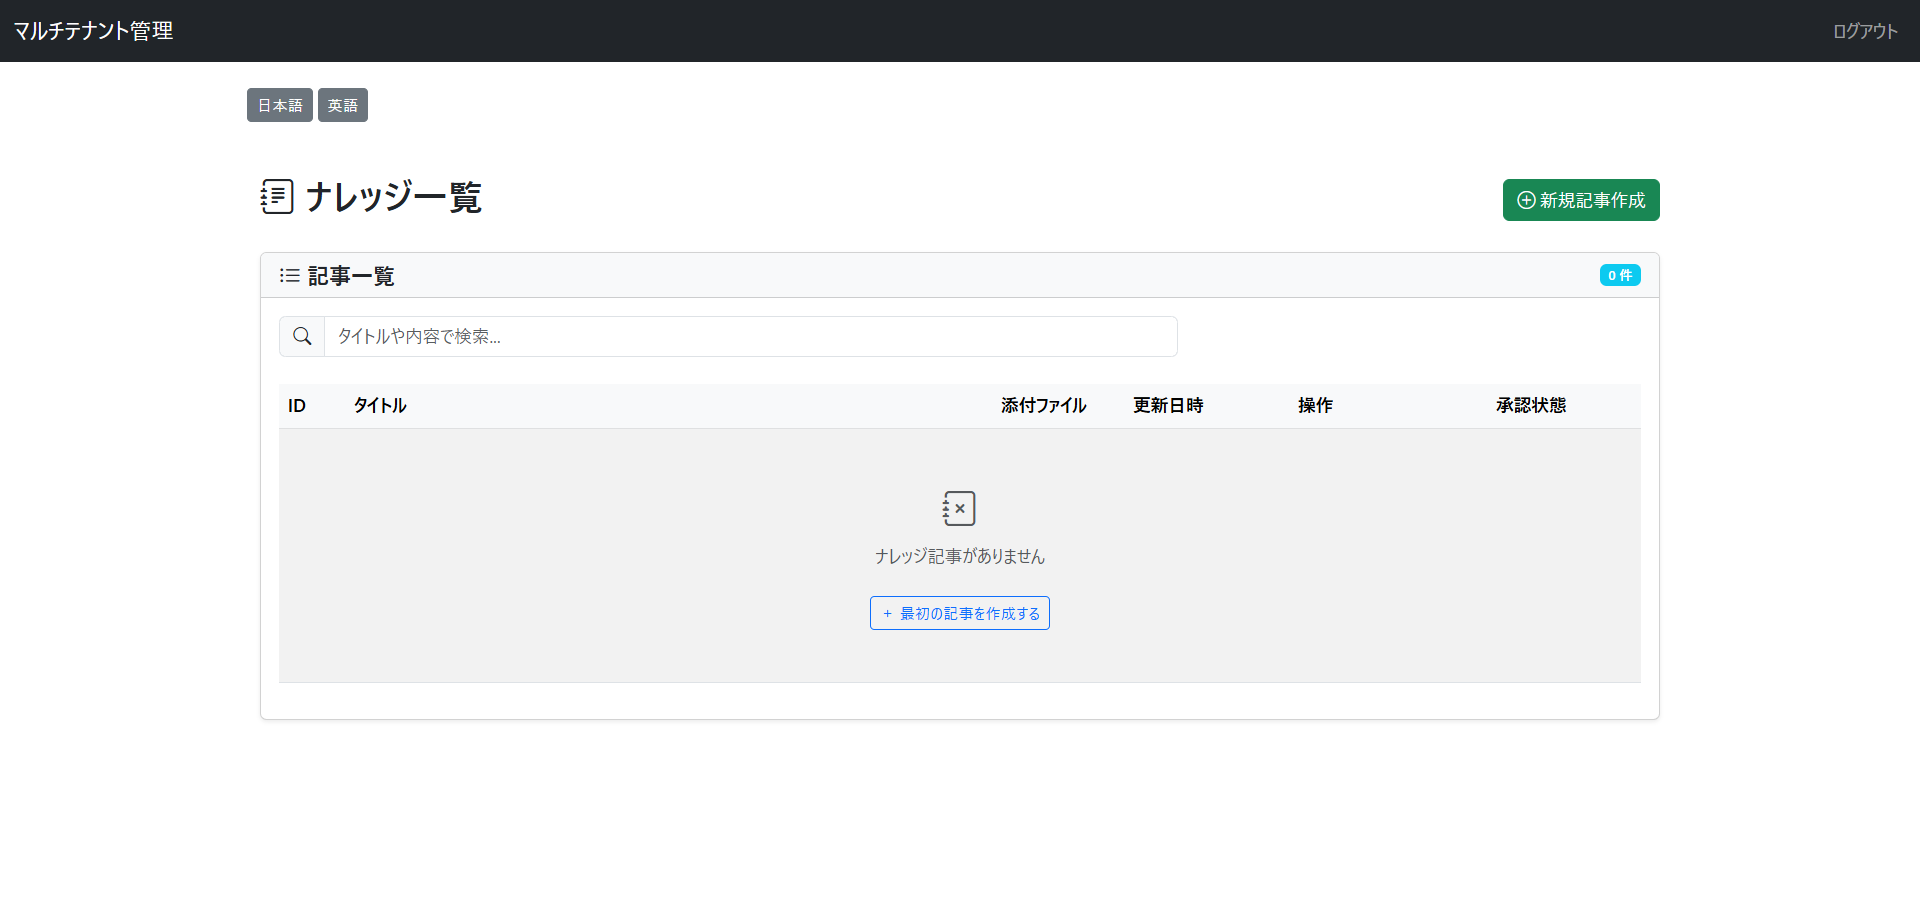 マルチテナント管理
ログアウト
日本語 英語
ナレッジ一覧
新規記事作成
記事一覧
0 件
タイトルや内容で検索...
ID タイトル 添付ファイル 更新日時 操作 承認状態
ナレッジ記事がありません
+ 最初の記事を作成する